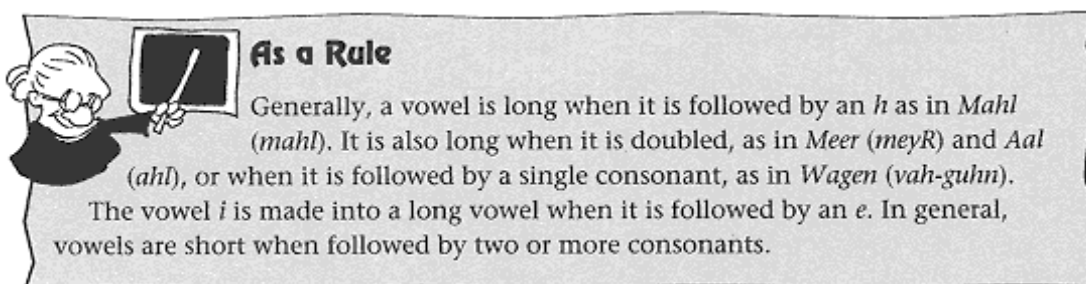 As a Rule
Generally, a vowel is long when it is followed by an h as in Mahl
(mahl). It is also long when it is doubled, as in Meer (meyR) and Aal
(ahl), or when it is followed by a single consonant, as in Wagen (vah-guhn).
The vowel i is made into a long vowel when it is followed by an e. In general,
vowels are short when followed by two or more consonants.